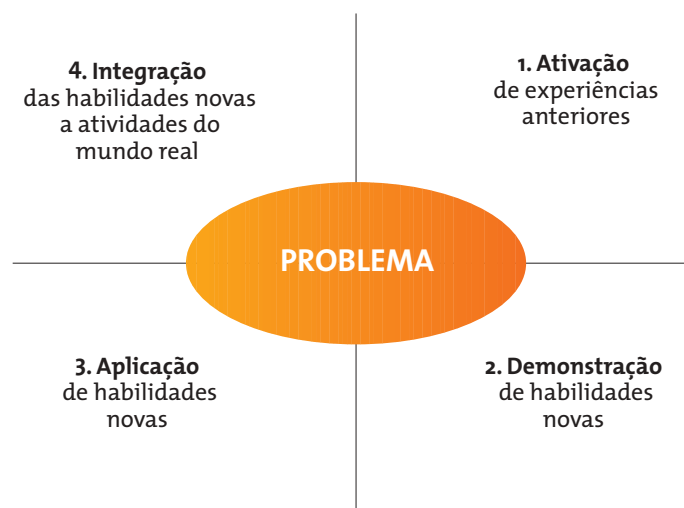 4. Integração
das habilidades novas
a atividades do
mundo real
1. Ativação
de experiências
anteriores
PROBLEMA
3. Aplicação
de habilidades
novas
2. Demonstração
de habilidades
novas